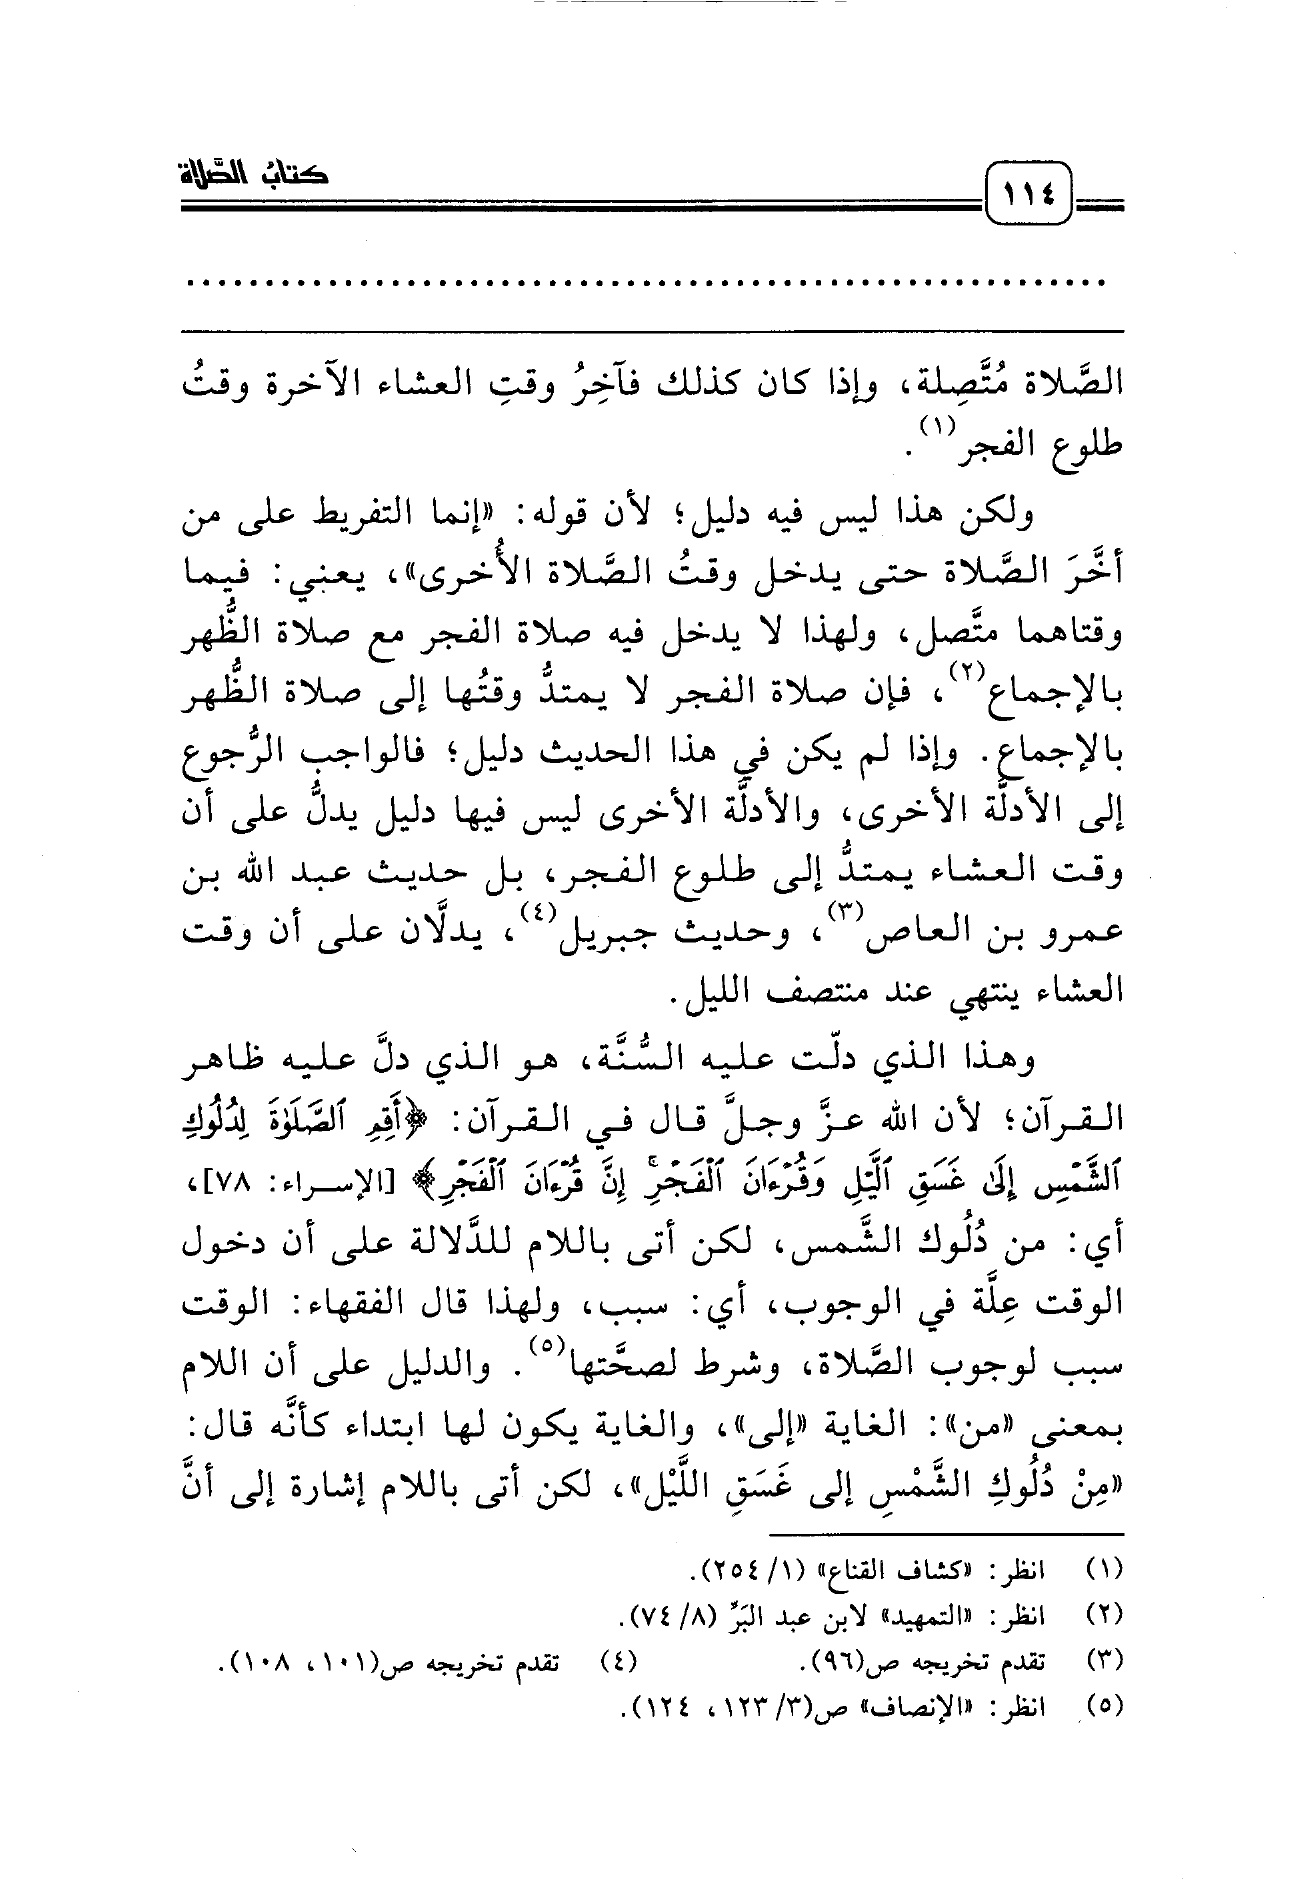 كتاب الصَّلاة
١١٤
الصَّلاة مُتَّصِلة، وإذا كان كذلك فآخِرُ وقتِ العشاء الآخرة وقتُ
طلوع الفجر(١).
ولكن هذا ليس فيه دليل؛ لأن قوله: «إنما التفريط على من
أخَّرَ الصَّلاة حتى يدخل وقتُ الصَّلاة الأُخرى»، يعني: فيما
وقتاهما متَّصل، ولهذا لا يدخل فيه صلاة الفجر مع صلاة الظُّهر
بالإجماع(٢)، فإن صلاة الفجر لا يمتدُّ وقتُها إلى صلاة الظُّهر
بالإجماع. وإذا لم يكن في هذا الحديث دليل؛ فالواجب الرُّجوع
إلى الأدلَّة الأخرى، والأدلَّة الأخرى ليس فيها دليل يدلُّ على أن
وقت العشاء يمتدُّ إلى طلوع الفجر، بل حديث عبد الله بن
عمرو بن العاص(٣)، وحديث جبريل(٤)، يدلَّان على أن وقت
العشاء ينتهي عند منتصف الليل.
وهذا الذي دلّت عليه السُّنَّة، هو الذي دلَّ عليه ظاهر
القرآن؛ لأن الله عزَّ وجلَّ قال في القرآن: ﴿أَقِمِ ٱلصَّلَوٰةَ لِدُلُوكِ
ٱلشَّمْسِ إِلَىٰ غَسَقِ ٱلَّيْلِ وَقُرْءَانَ ٱلْفَجْرِۖ إِنَّ قُرْءَانَ ٱلْفَجْرِ﴾ [الإسراء: ٧٨]،
أي: من دُلُوك الشَّمس، لكن أتى باللام للدَّلالة على أن دخول
الوقت عِلَّة في الوجوب، أي: سبب، ولهذا قال الفقهاء: الوقت
سبب لوجوب الصَّلاة، وشرط لصحَّتها(٥). والدليل على أن اللام
بمعنى «من»: الغاية «إلى»، والغاية يكون لها ابتداء كأنَّه قال:
«مِنْ دُلُوكِ الشَّمْسِ إلى غَسَقِ اللَّيْل»، لكن أتى باللام إشارة إلى أنَّ
(١) انظر: «كشاف القناع» (١/ ٢٥٤).
(٢) انظر: «التمهيد» لابن عبد البَرِّ (٨/ ٧٤).
(٣) تقدم تخريجه ص(٩٦). (٤) تقدم تخريجه ص(١٠١، ١٠٨).
(٥) انظر: «الإنصاف» ص(٣/ ١٢٣، ١٢٤).